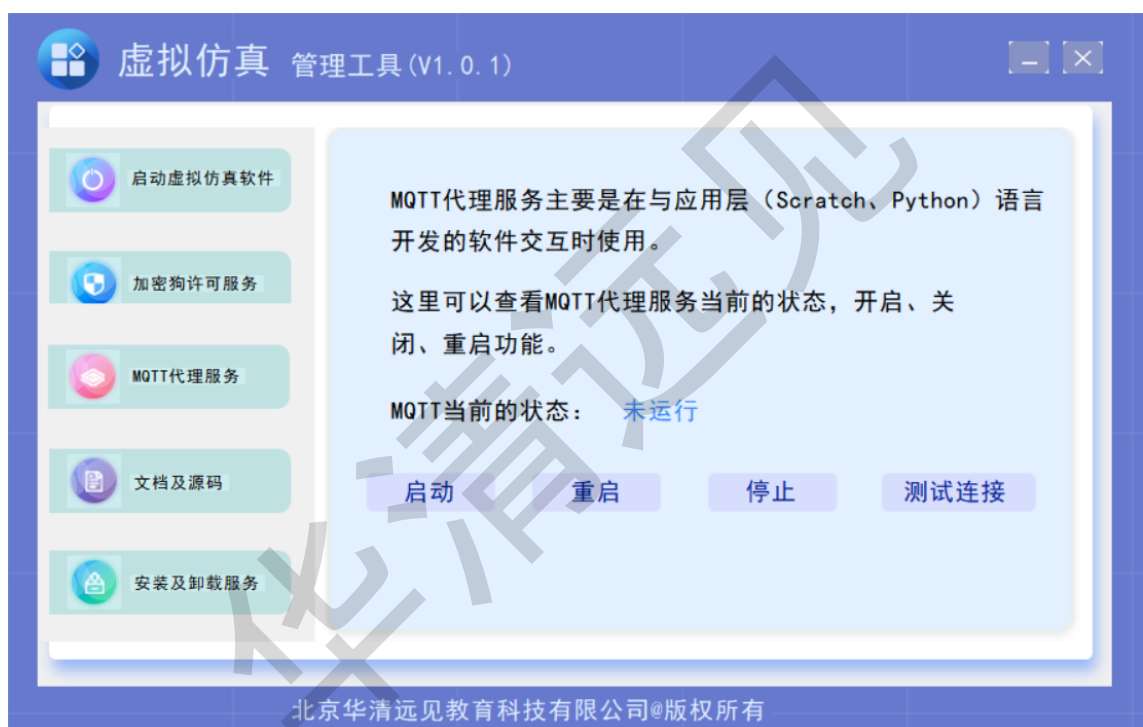 虚拟仿真 管理工具(V1.0.1)
启动虚拟仿真软件
加密狗许可服务
MQTT代理服务
文档及源码
安装及卸载服务
MQTT代理服务主要是在与应用层（Scratch、Python）语言
开发的软件交互时使用。
这里可以查看MQTT代理服务当前的状态，开启、关
闭、重启功能。
MQTT当前的状态： 未运行
启动 重启 停止 测试连接
北京华清远见教育科技有限公司@版权所有
华清远见